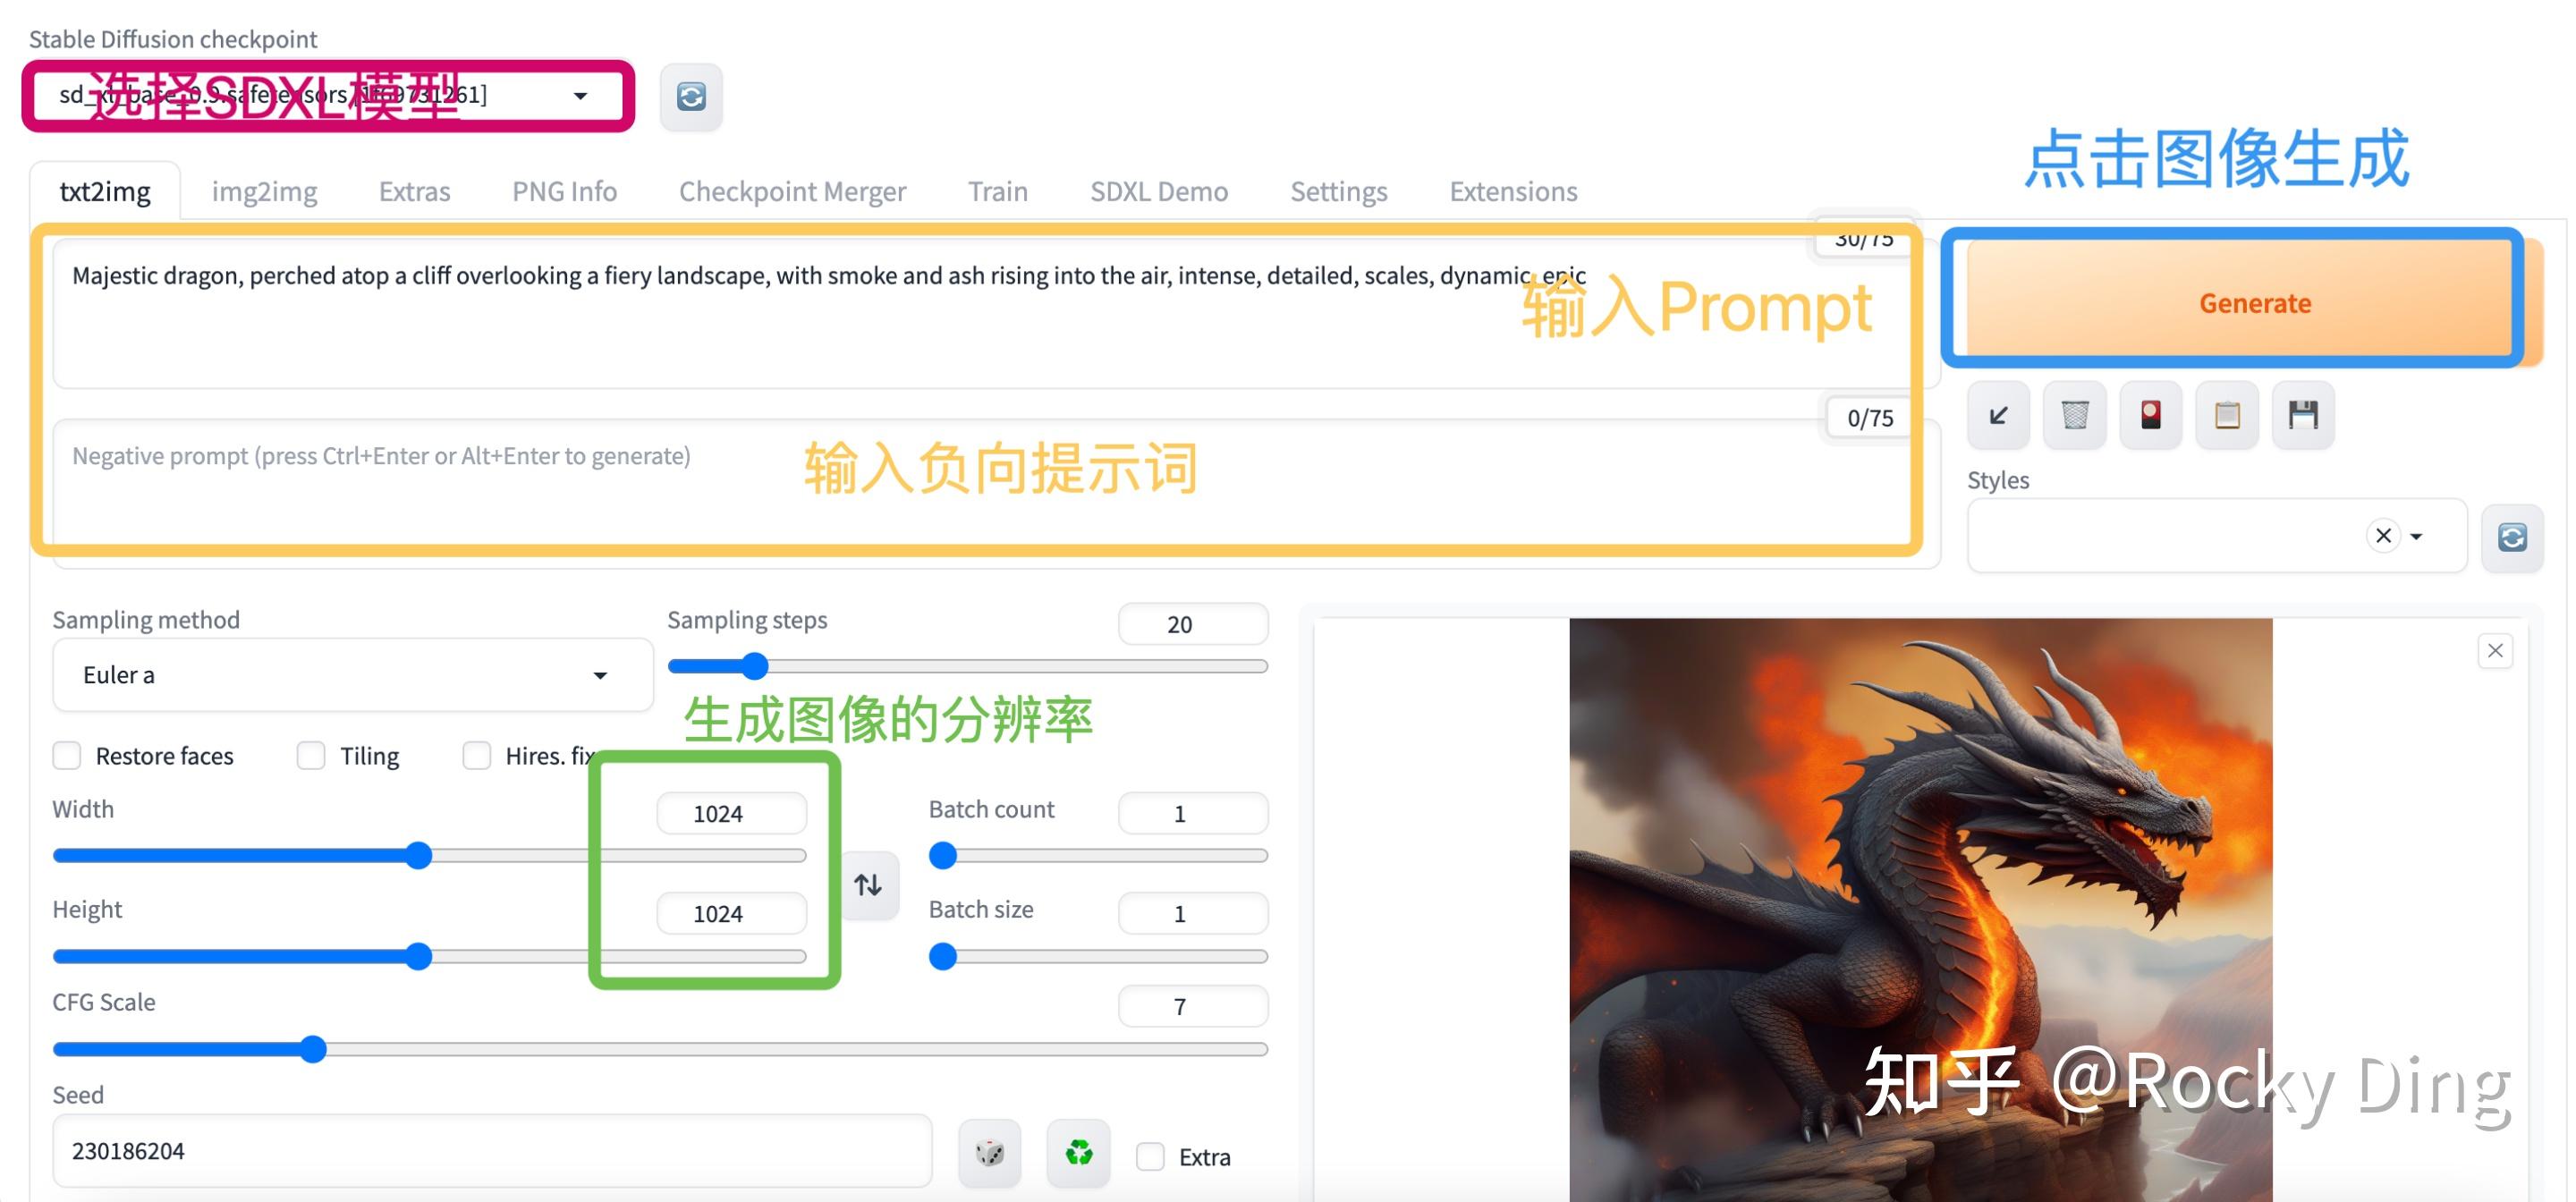 Stable Diffusion checkpoint
选择SDXL模型
txt2img img2img Extras PNG Info Checkpoint Merger Train SDXL Demo Settings Extensions
点击图像生成
30/75
Majestic dragon, perched atop a cliff overlooking a fiery landscape, with smoke and ash rising into the air, intense, detailed, scales, dynamic, epic
输入Prompt
Generate
0/75
Negative prompt (press Ctrl+Enter or Alt+Enter to generate)
输入负向提示词
Styles
Sampling method
Euler a
Sampling steps 20
生成图像的分辨率
Restore faces Tiling Hires. fix
Width 1024
Height 1024
Batch count 1
Batch size 1
CFG Scale 7
Seed
230186204
Extra
知乎 @Rocky Ding